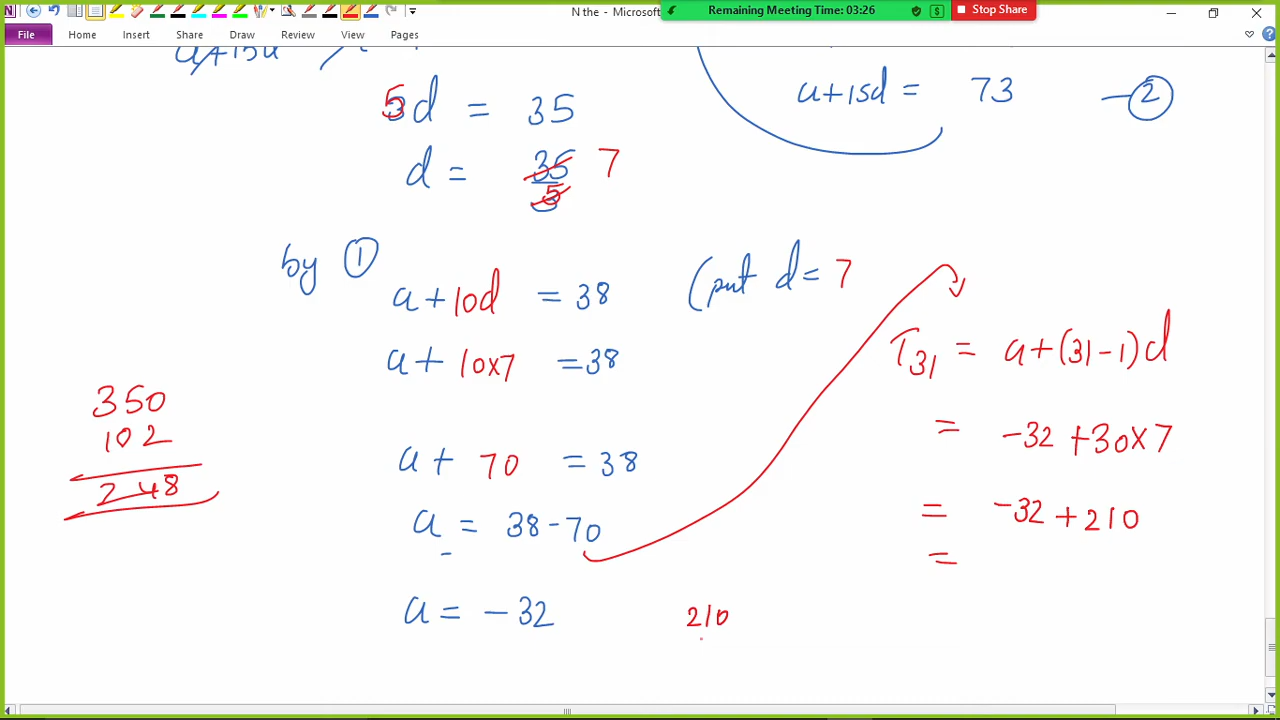 N the - Microsoft
Remaining Meeting Time: 03:26
Stop Share
File Home Insert Share Draw Review View Pages
a+15d
5d = 35
a+15d = 73 —②
d = 35/5 7
by ①
a+10d = 38 (put d=7
a+ 10x7 =38
a+ 70 =38
a = 38-70
a = -32
350
102
248
T31 = a+(31-1)d
= -32 +30x7
= -32 +210
=
210